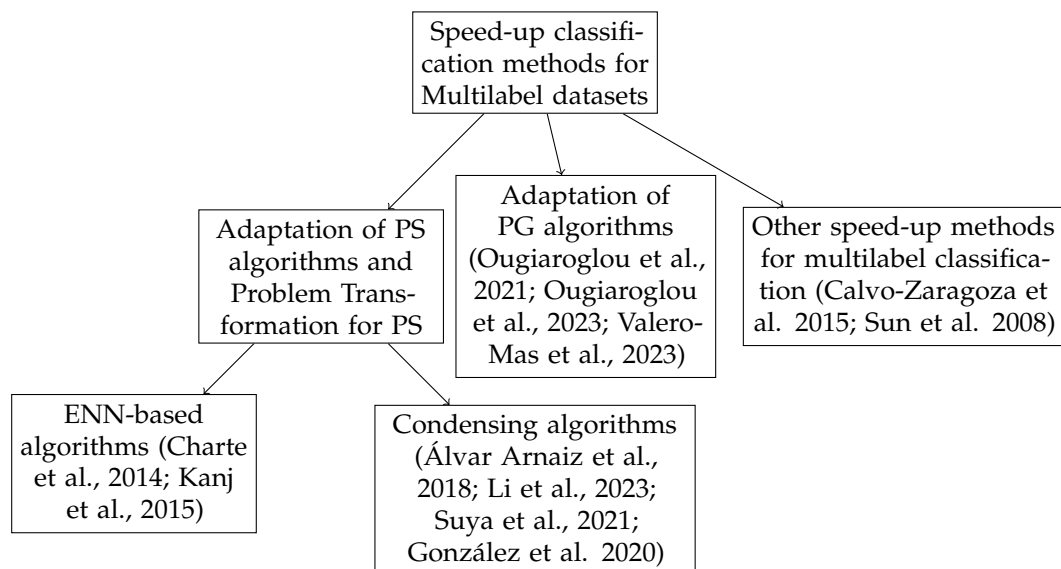 Speed-up classifi-
cation methods for
Multilabel datasets
Adaptation of PS
algorithms and
Problem Trans-
formation for PS
Adaptation of
PG algorithms
(Ougiaroglou et al.,
2021; Ougiaroglou
et al., 2023; Valero-
Mas et al., 2023)
Other speed-up methods
for multilabel classifica-
tion (Calvo-Zaragoza et
al. 2015; Sun et al. 2008)
ENN-based
algorithms (Charte
et al., 2014; Kanj
et al., 2015)
Condensing algorithms
(Álvar Arnaiz et al.,
2018; Li et al., 2023;
Suya et al., 2021;
González et al. 2020)